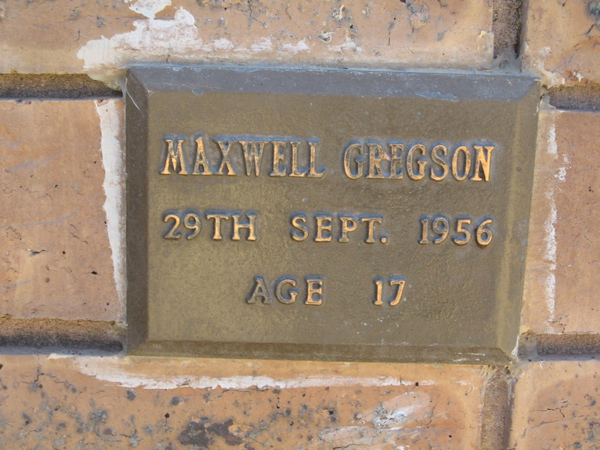 MAXWELL GREGSON
29TH SEPT. 1956
AGE 17